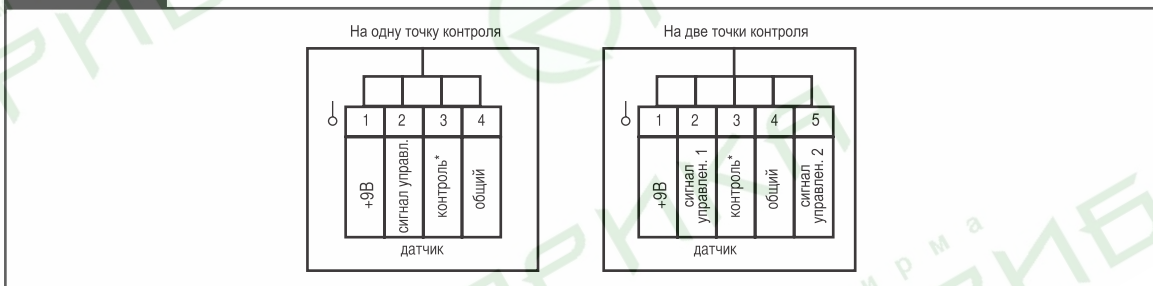 На одну точку контроля
1 2 3 4
+9В
сигнал управл.
контроль*
общий
датчик
На две точки контроля
1 2 3 4 5
+9В
сигнал
управлен. 1
контроль*
общий
сигнал
управлен. 2
датчик
ирма